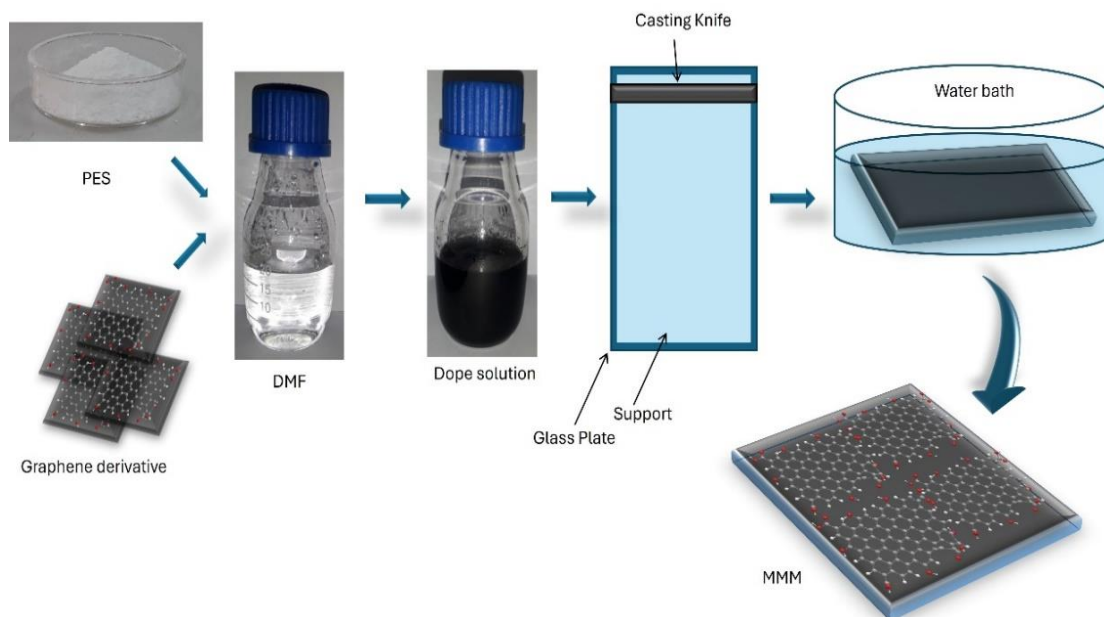 Casting Knife
Water bath
PES
DMF
Dope solution
Support
Glass Plate
Graphene derivative
MMM